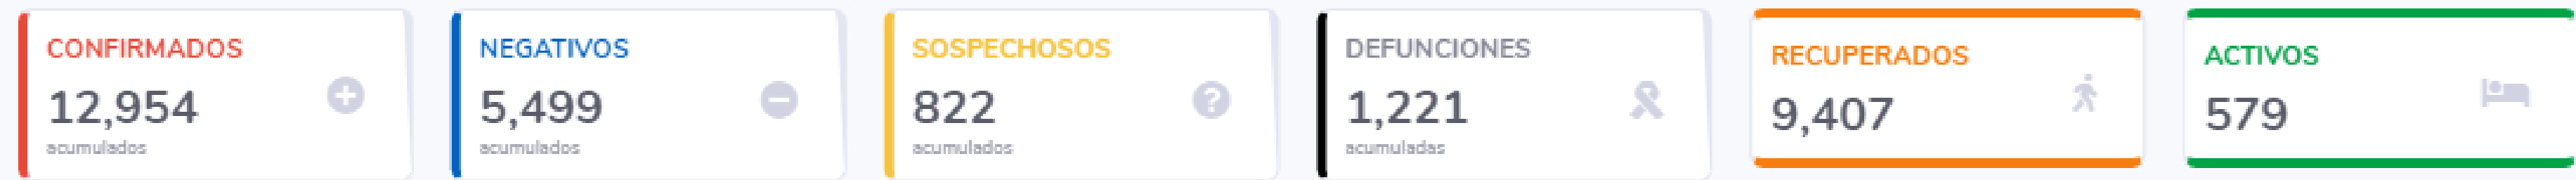 CONFIRMADOS
12,954
acumulados
NEGATIVOS
5,499
acumulados
SOSPECHOSOS
822
acumulados
DEFUNCIONES
1,221
acumuladas
RECUPERADOS
9,407
ACTIVOS
579